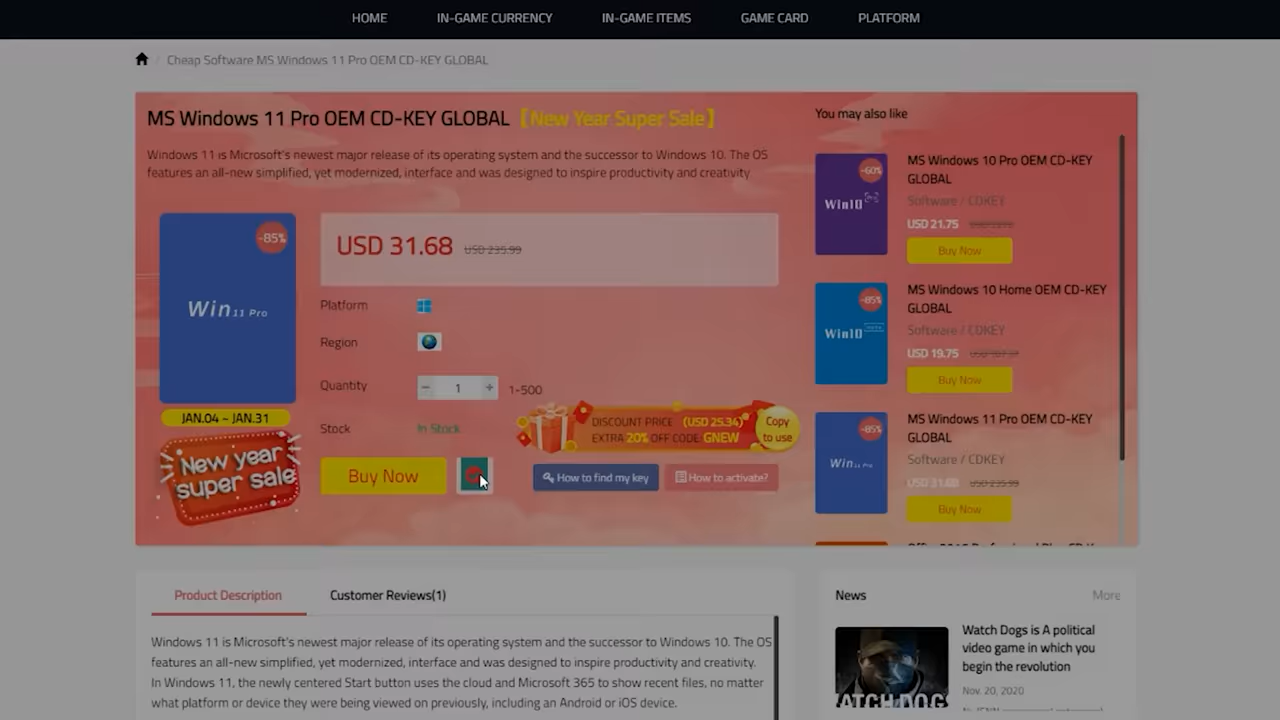 HOME
IN-GAME CURRENCY
IN-GAME ITEMS
GAME CARD
PLATFORM
/ Cheap Software MS Windows 11 Pro OEM CD-KEY GLOBAL
MS Windows 11 Pro OEM CD-KEY GLOBAL 【New Year Super Sale】
Windows 11 is Microsoft's newest major release of its operating system and the successor to Windows 10. The OS
features an all-new simplified, yet modernized, interface and was designed to inspire productivity and creativity.
-85%
Win 11 Pro
JAN.04 ~ JAN.31
New year
super sale
USD 31.68 USD 235.99
Platform
Region
Quantity
− 1 +
1-500
Stock
In Stock
DISCOUNT PRICE (USD 25.34)
EXTRA 20% OFF CODE GNEW
Copy
to use
Buy Now
How to find my key
How to activate?
You may also like
-60%
Win10 Pro
MS Windows 10 Pro OEM CD-KEY
GLOBAL
Software / CDKEY
USD 21.75
Buy Now
-85%
Win10
MS Windows 10 Home OEM CD-KEY
GLOBAL
Software / CDKEY
USD 19.75
Buy Now
-85%
Win 11 Pro
MS Windows 11 Pro OEM CD-KEY
GLOBAL
Software / CDKEY
USD 31.68 USD 235.99
Buy Now
Product Description
Customer Reviews(1)
Windows 11 is Microsoft's newest major release of its operating system and the successor to Windows 10. The OS
features an all-new simplified, yet modernized, interface and was designed to inspire productivity and creativity.
In Windows 11, the newly centered Start button uses the cloud and Microsoft 365 to show recent files, no matter
what platform or device they were being viewed on previously, including an Android or iOS device.
News
More
WATCH DOGS
Watch Dogs is A political
video game in which you
begin the revolution
Nov. 20, 2020